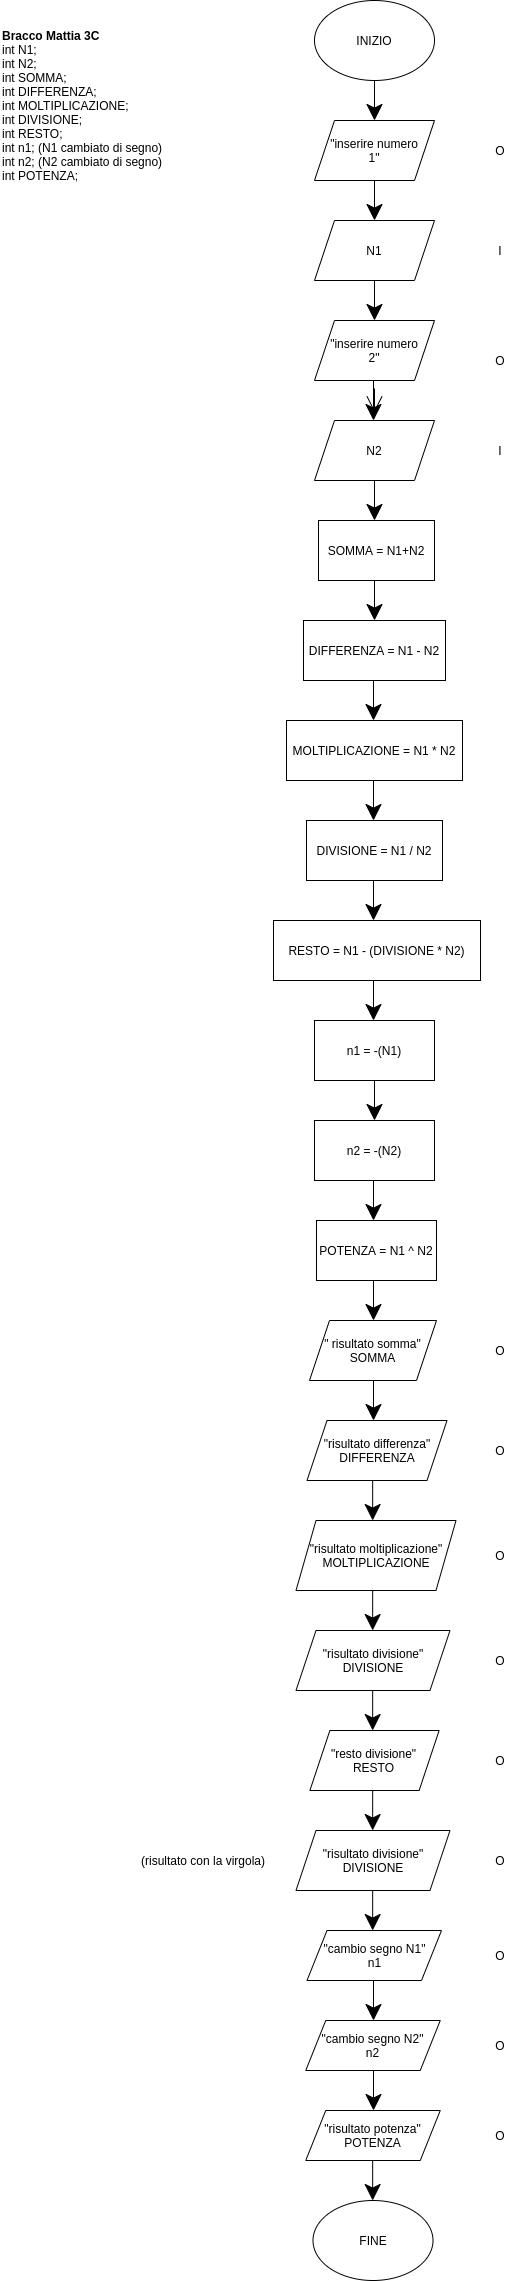 Bracco Mattia 3C
int N1;
int N2;
int SOMMA;
int DIFFERENZA;
int MOLTIPLICAZIONE;
int DIVISIONE;
int RESTO;
int n1; (N1 cambiato di segno)
int n2; (N2 cambiato di segno)
int POTENZA;
INIZIO
"inserire numero
1"
O
N1
I
"inserire numero
2"
O
N2
I
SOMMA = N1+N2
DIFFERENZA = N1 - N2
MOLTIPLICAZIONE = N1 * N2
DIVISIONE = N1 / N2
RESTO = N1 - (DIVISIONE * N2)
n1 = -(N1)
n2 = -(N2)
POTENZA = N1 ^ N2
" risultato somma"
SOMMA
O
"risultato differenza"
DIFFERENZA
O
"risultato moltiplicazione"
MOLTIPLICAZIONE
O
"risultato divisione"
DIVISIONE
O
"resto divisione"
RESTO
O
(risultato con la virgola)
"risultato divisione"
DIVISIONE
O
"cambio segno N1"
n1
O
"cambio segno N2"
n2
O
"risultato potenza"
POTENZA
O
FINE